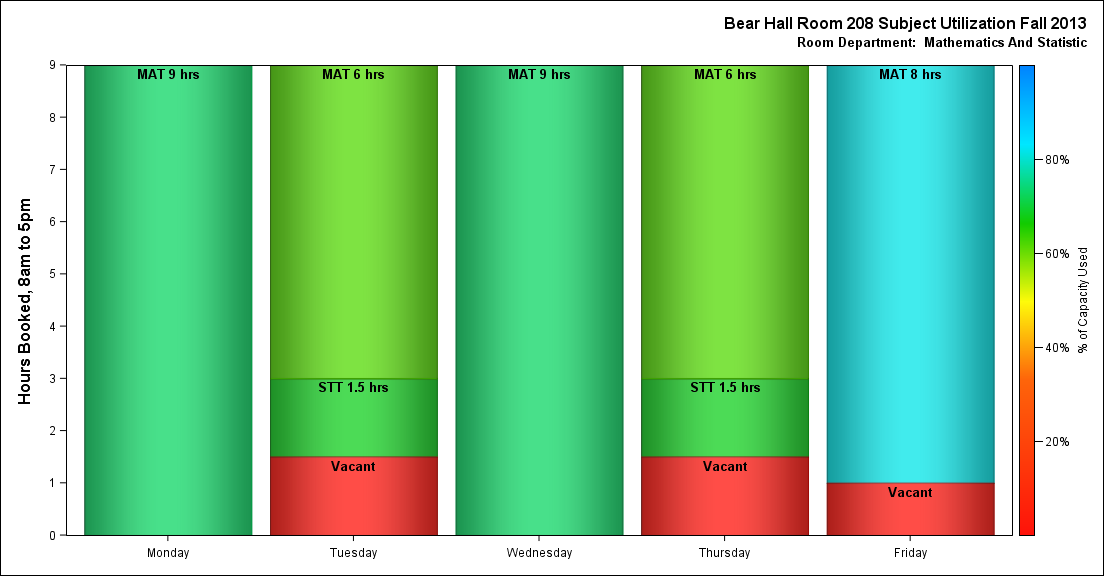 Bear Hall Room 208 Subject Utilization Fall 2013
Room Department:  Mathematics And Statistic
Hours Booked, 8am to 5pm
9
8
7
6
5
4
3
2
1
0
MAT 9 hrs
MAT 6 hrs
STT 1.5 hrs
Vacant
MAT 9 hrs
MAT 6 hrs
STT 1.5 hrs
Vacant
MAT 8 hrs
Vacant
Monday
Tuesday
Wednesday
Thursday
Friday
80%
60%
40%
20%
% of Capacity Used